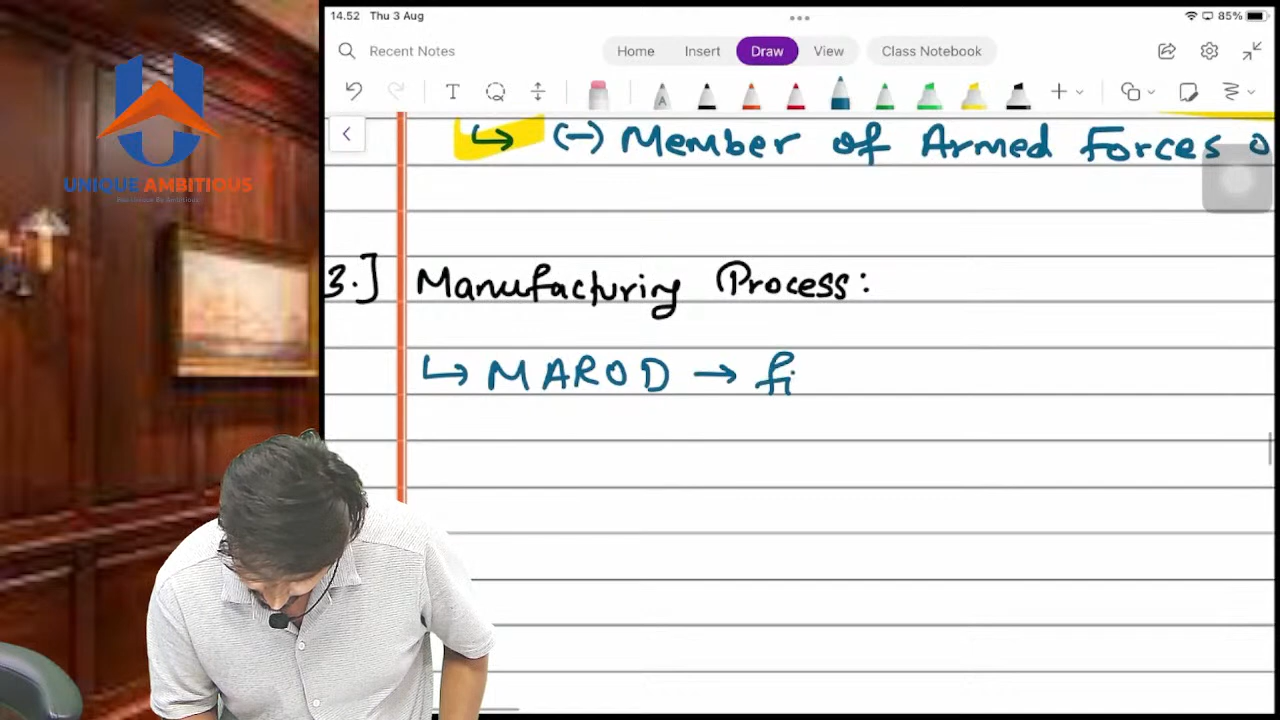 14.52 Thu 3 Aug
85%
Recent Notes
Home Insert Draw View Class Notebook
↳ (-) Member of Armed Forces o
UNIQUE AMBITIOUS
3.] Manufacturing Process:
↳ MAROD → fi